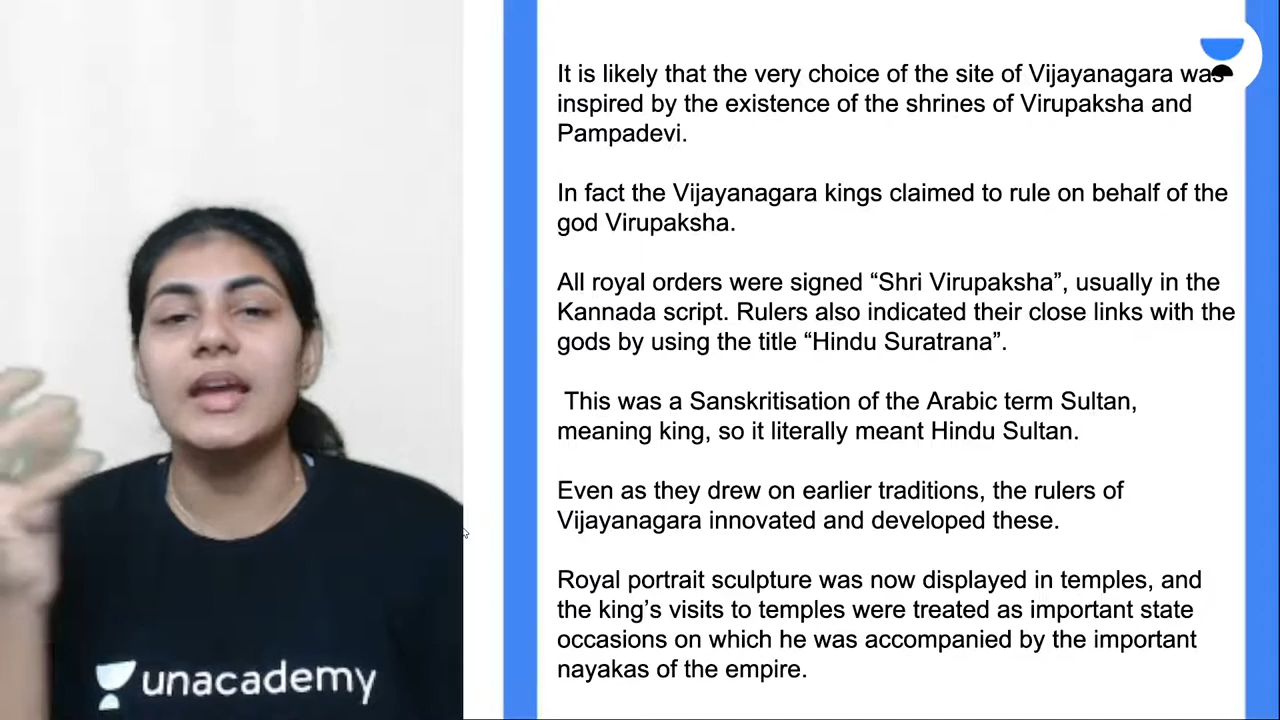 It is likely that the very choice of the site of Vijayanagara was
inspired by the existence of the shrines of Virupaksha and
Pampadevi.
In fact the Vijayanagara kings claimed to rule on behalf of the
god Virupaksha.
All royal orders were signed “Shri Virupaksha”, usually in the
Kannada script. Rulers also indicated their close links with the
gods by using the title “Hindu Suratrana”.
This was a Sanskritisation of the Arabic term Sultan,
meaning king, so it literally meant Hindu Sultan.
Even as they drew on earlier traditions, the rulers of
Vijayanagara innovated and developed these.
Royal portrait sculpture was now displayed in temples, and
the king’s visits to temples were treated as important state
occasions on which he was accompanied by the important
nayakas of the empire.
unacademy